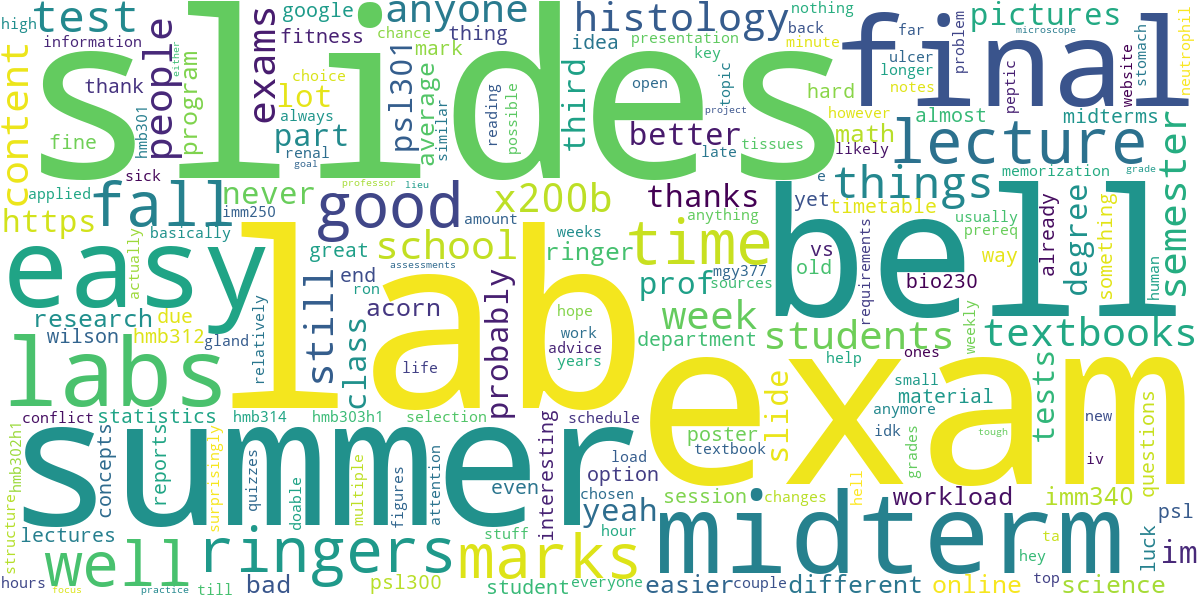 high test google anyone histology nothing pictures
information slides fitness chance thing idea back final microscope
content people program exams mark presentation minute far problem
either thank choice lot psl301 average key open topic ulcer longer website stomach neutrophil
hmb301 always part reading similar possible third better project hard notes peptic
fine renal goal late tissues however math almost midterms
sick likely lecture semester
applied fall never professor lieu x200b thanks e things memorization grade
https imm250 good amount anything yet timetable degree already something
basically weeks time vs bell usually prereq
easy actually great school ringer mgy377 old requirements way
research end assessments prof sources bio230 human
due relatively still ron acorn probably hope week students textbooks
wilson hmb312 gland class lab work department weekly
labs life advice years help ones tests
exam slide small material
conflict statistics hmb314 hmb303h1 selection schedule poster anymore new
hmb302h1 concepts reports surprisingly summer interesting load textbook idk grades tough questions
quizzes doable multiple figures attention even option session changes hell iv
structure chosen yeah midterm workload imm340 psl
lectures well ringers stuff hour marks ta luck im
hours focus practice till bad psl300 student everyone easier couple different online hey top science